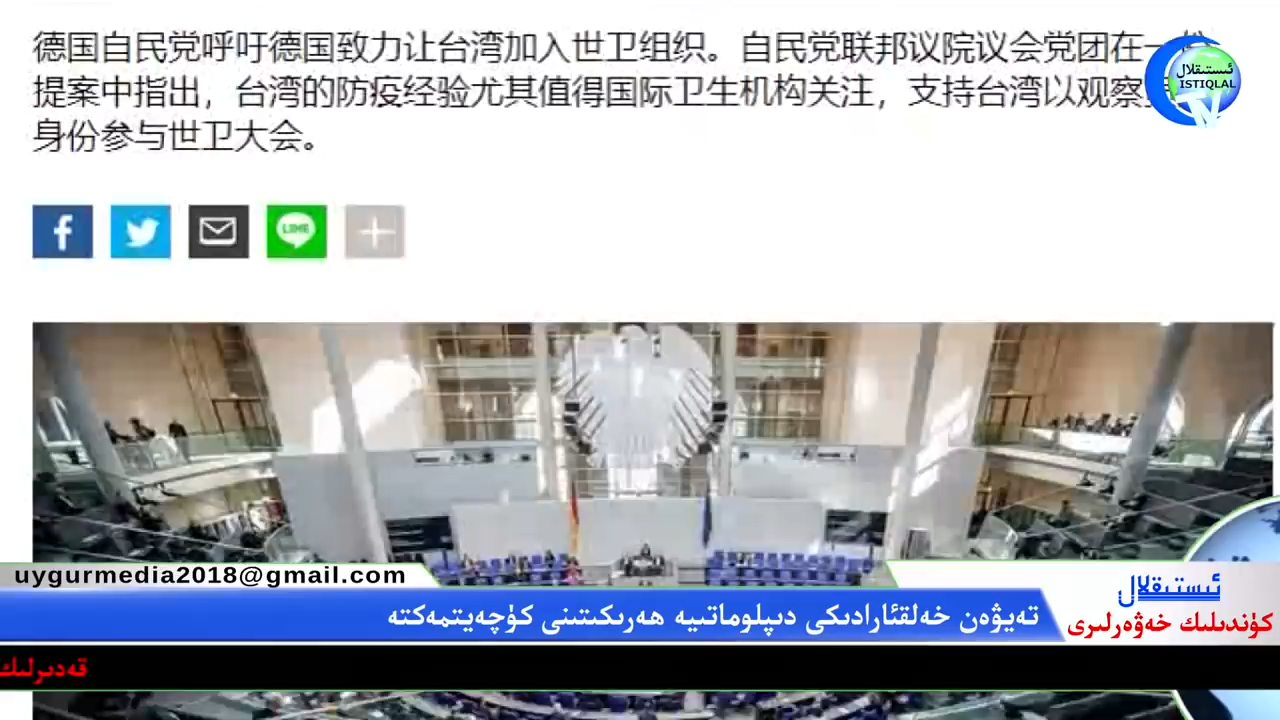 德国自民党呼吁德国致力让台湾加入世卫组织。自民党联邦议院议会党团在一份
提案中指出，台湾的防疫经验尤其值得国际卫生机构关注，支持台湾以观察
身份参与世卫大会。
ئىستىقلال
ISTIQLAL
TV
LINE
uygurmedia2018@gmail.com
ئىستىقلال
تەيۋەن خەلقئارادىكى دىپلوماتىيە ھەرىكىتىنى كۈچەيتمەكتە
كۈندىلىك خەۋەرلىرى
قەدىرلىك